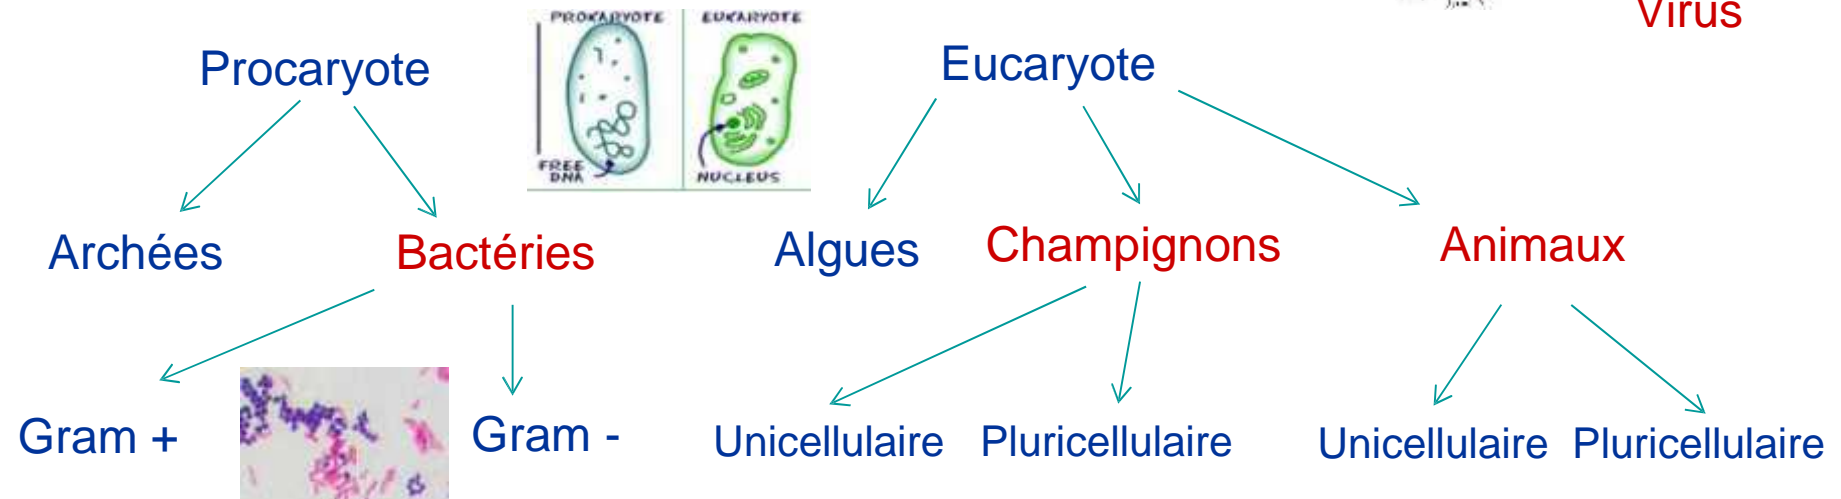 Virus
PROKARYOTE EUKARYOTE
Procaryote
Eucaryote
FREE
DNA
NUCLEUS
Archées Bactéries Algues Champignons Animaux
Gram + Gram - Unicellulaire Pluricellulaire Unicellulaire Pluricellulaire